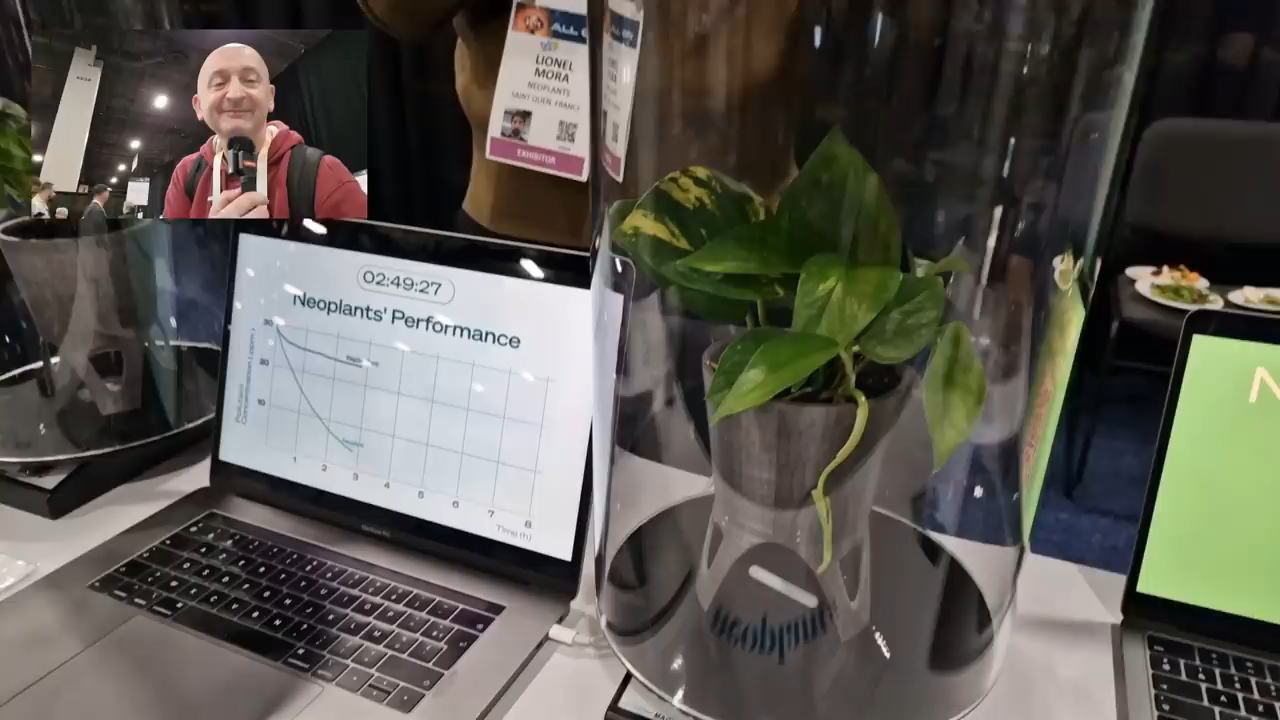 LIONEL
MORA
NEOPLANTS
SAINT OUEN, FRANCE
EXHIBITOR
02:49:27
Neoplants' Performance
30
20
10
1 2 3 4 5 6 7 8
Time (h)
neoplants
N